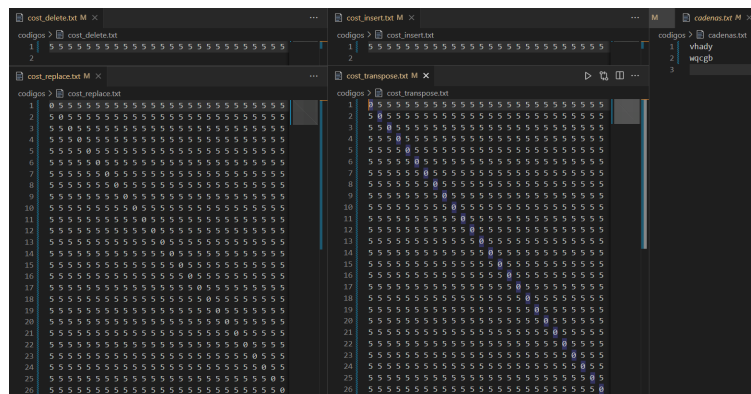 cost_delete.txt M ×
codigos > cost_delete.txt
1 5 5 5 5 5 5 5 5 5 5 5 5 5 5 5 5 5 5 5 5 5 5 5 5 5 5
2
cost_insert.txt M
codigos > cost_insert.txt
1 5 5 5 5 5 5 5 5 5 5 5 5 5 5 5 5 5 5 5 5 5 5 5 5 5 5
2
M
cadenas.txt M ×
codigos > cadenas.txt
1 vhady
2 wqcgb
3
cost_replace.txt M ×
codigos > cost_replace.txt
1 0 5 5 5 5 5 5 5 5 5 5 5 5 5 5 5 5 5 5 5 5 5 5 5 5 5
2 5 0 5 5 5 5 5 5 5 5 5 5 5 5 5 5 5 5 5 5 5 5 5 5 5 5
3 5 5 0 5 5 5 5 5 5 5 5 5 5 5 5 5 5 5 5 5 5 5 5 5 5 5
4 5 5 5 0 5 5 5 5 5 5 5 5 5 5 5 5 5 5 5 5 5 5 5 5 5 5
5 5 5 5 5 0 5 5 5 5 5 5 5 5 5 5 5 5 5 5 5 5 5 5 5 5 5
6 5 5 5 5 5 0 5 5 5 5 5 5 5 5 5 5 5 5 5 5 5 5 5 5 5 5
7 5 5 5 5 5 5 0 5 5 5 5 5 5 5 5 5 5 5 5 5 5 5 5 5 5 5
8 5 5 5 5 5 5 5 0 5 5 5 5 5 5 5 5 5 5 5 5 5 5 5 5 5 5
9 5 5 5 5 5 5 5 5 0 5 5 5 5 5 5 5 5 5 5 5 5 5 5 5 5 5
10 5 5 5 5 5 5 5 5 5 0 5 5 5 5 5 5 5 5 5 5 5 5 5 5 5 5
11 5 5 5 5 5 5 5 5 5 5 0 5 5 5 5 5 5 5 5 5 5 5 5 5 5 5
12 5 5 5 5 5 5 5 5 5 5 5 0 5 5 5 5 5 5 5 5 5 5 5 5 5 5
13 5 5 5 5 5 5 5 5 5 5 5 5 0 5 5 5 5 5 5 5 5 5 5 5 5 5
14 5 5 5 5 5 5 5 5 5 5 5 5 5 0 5 5 5 5 5 5 5 5 5 5 5 5
15 5 5 5 5 5 5 5 5 5 5 5 5 5 5 0 5 5 5 5 5 5 5 5 5 5 5
16 5 5 5 5 5 5 5 5 5 5 5 5 5 5 5 0 5 5 5 5 5 5 5 5 5 5
17 5 5 5 5 5 5 5 5 5 5 5 5 5 5 5 5 0 5 5 5 5 5 5 5 5 5
18 5 5 5 5 5 5 5 5 5 5 5 5 5 5 5 5 5 0 5 5 5 5 5 5 5 5
19 5 5 5 5 5 5 5 5 5 5 5 5 5 5 5 5 5 5 0 5 5 5 5 5 5 5
20 5 5 5 5 5 5 5 5 5 5 5 5 5 5 5 5 5 5 5 0 5 5 5 5 5 5
21 5 5 5 5 5 5 5 5 5 5 5 5 5 5 5 5 5 5 5 5 0 5 5 5 5 5
22 5 5 5 5 5 5 5 5 5 5 5 5 5 5 5 5 5 5 5 5 5 0 5 5 5 5
23 5 5 5 5 5 5 5 5 5 5 5 5 5 5 5 5 5 5 5 5 5 5 0 5 5 5
24 5 5 5 5 5 5 5 5 5 5 5 5 5 5 5 5 5 5 5 5 5 5 5 0 5 5
25 5 5 5 5 5 5 5 5 5 5 5 5 5 5 5 5 5 5 5 5 5 5 5 5 0 5
26 5 5 5 5 5 5 5 5 5 5 5 5 5 5 5 5 5 5 5 5 5 5 5 5 5 0
cost_transpose.txt M ×
codigos > cost_transpose.txt
1 0 5 5 5 5 5 5 5 5 5 5 5 5 5 5 5 5 5 5 5 5 5 5 5 5 5
2 5 0 5 5 5 5 5 5 5 5 5 5 5 5 5 5 5 5 5 5 5 5 5 5 5 5
3 5 5 0 5 5 5 5 5 5 5 5 5 5 5 5 5 5 5 5 5 5 5 5 5 5 5
4 5 5 5 0 5 5 5 5 5 5 5 5 5 5 5 5 5 5 5 5 5 5 5 5 5 5
5 5 5 5 5 0 5 5 5 5 5 5 5 5 5 5 5 5 5 5 5 5 5 5 5 5 5
6 5 5 5 5 5 0 5 5 5 5 5 5 5 5 5 5 5 5 5 5 5 5 5 5 5 5
7 5 5 5 5 5 5 0 5 5 5 5 5 5 5 5 5 5 5 5 5 5 5 5 5 5 5
8 5 5 5 5 5 5 5 0 5 5 5 5 5 5 5 5 5 5 5 5 5 5 5 5 5 5
9 5 5 5 5 5 5 5 5 0 5 5 5 5 5 5 5 5 5 5 5 5 5 5 5 5 5
10 5 5 5 5 5 5 5 5 5 0 5 5 5 5 5 5 5 5 5 5 5 5 5 5 5 5
11 5 5 5 5 5 5 5 5 5 5 0 5 5 5 5 5 5 5 5 5 5 5 5 5 5 5
12 5 5 5 5 5 5 5 5 5 5 5 0 5 5 5 5 5 5 5 5 5 5 5 5 5 5
13 5 5 5 5 5 5 5 5 5 5 5 5 0 5 5 5 5 5 5 5 5 5 5 5 5 5
14 5 5 5 5 5 5 5 5 5 5 5 5 5 0 5 5 5 5 5 5 5 5 5 5 5 5
15 5 5 5 5 5 5 5 5 5 5 5 5 5 5 0 5 5 5 5 5 5 5 5 5 5 5
16 5 5 5 5 5 5 5 5 5 5 5 5 5 5 5 0 5 5 5 5 5 5 5 5 5 5
17 5 5 5 5 5 5 5 5 5 5 5 5 5 5 5 5 0 5 5 5 5 5 5 5 5 5
18 5 5 5 5 5 5 5 5 5 5 5 5 5 5 5 5 5 0 5 5 5 5 5 5 5 5
19 5 5 5 5 5 5 5 5 5 5 5 5 5 5 5 5 5 5 0 5 5 5 5 5 5 5
20 5 5 5 5 5 5 5 5 5 5 5 5 5 5 5 5 5 5 5 0 5 5 5 5 5 5
21 5 5 5 5 5 5 5 5 5 5 5 5 5 5 5 5 5 5 5 5 0 5 5 5 5 5
22 5 5 5 5 5 5 5 5 5 5 5 5 5 5 5 5 5 5 5 5 5 0 5 5 5 5
23 5 5 5 5 5 5 5 5 5 5 5 5 5 5 5 5 5 5 5 5 5 5 0 5 5 5
24 5 5 5 5 5 5 5 5 5 5 5 5 5 5 5 5 5 5 5 5 5 5 5 0 5 5
25 5 5 5 5 5 5 5 5 5 5 5 5 5 5 5 5 5 5 5 5 5 5 5 5 0 5
26 5 5 5 5 5 5 5 5 5 5 5 5 5 5 5 5 5 5 5 5 5 5 5 5 5 0